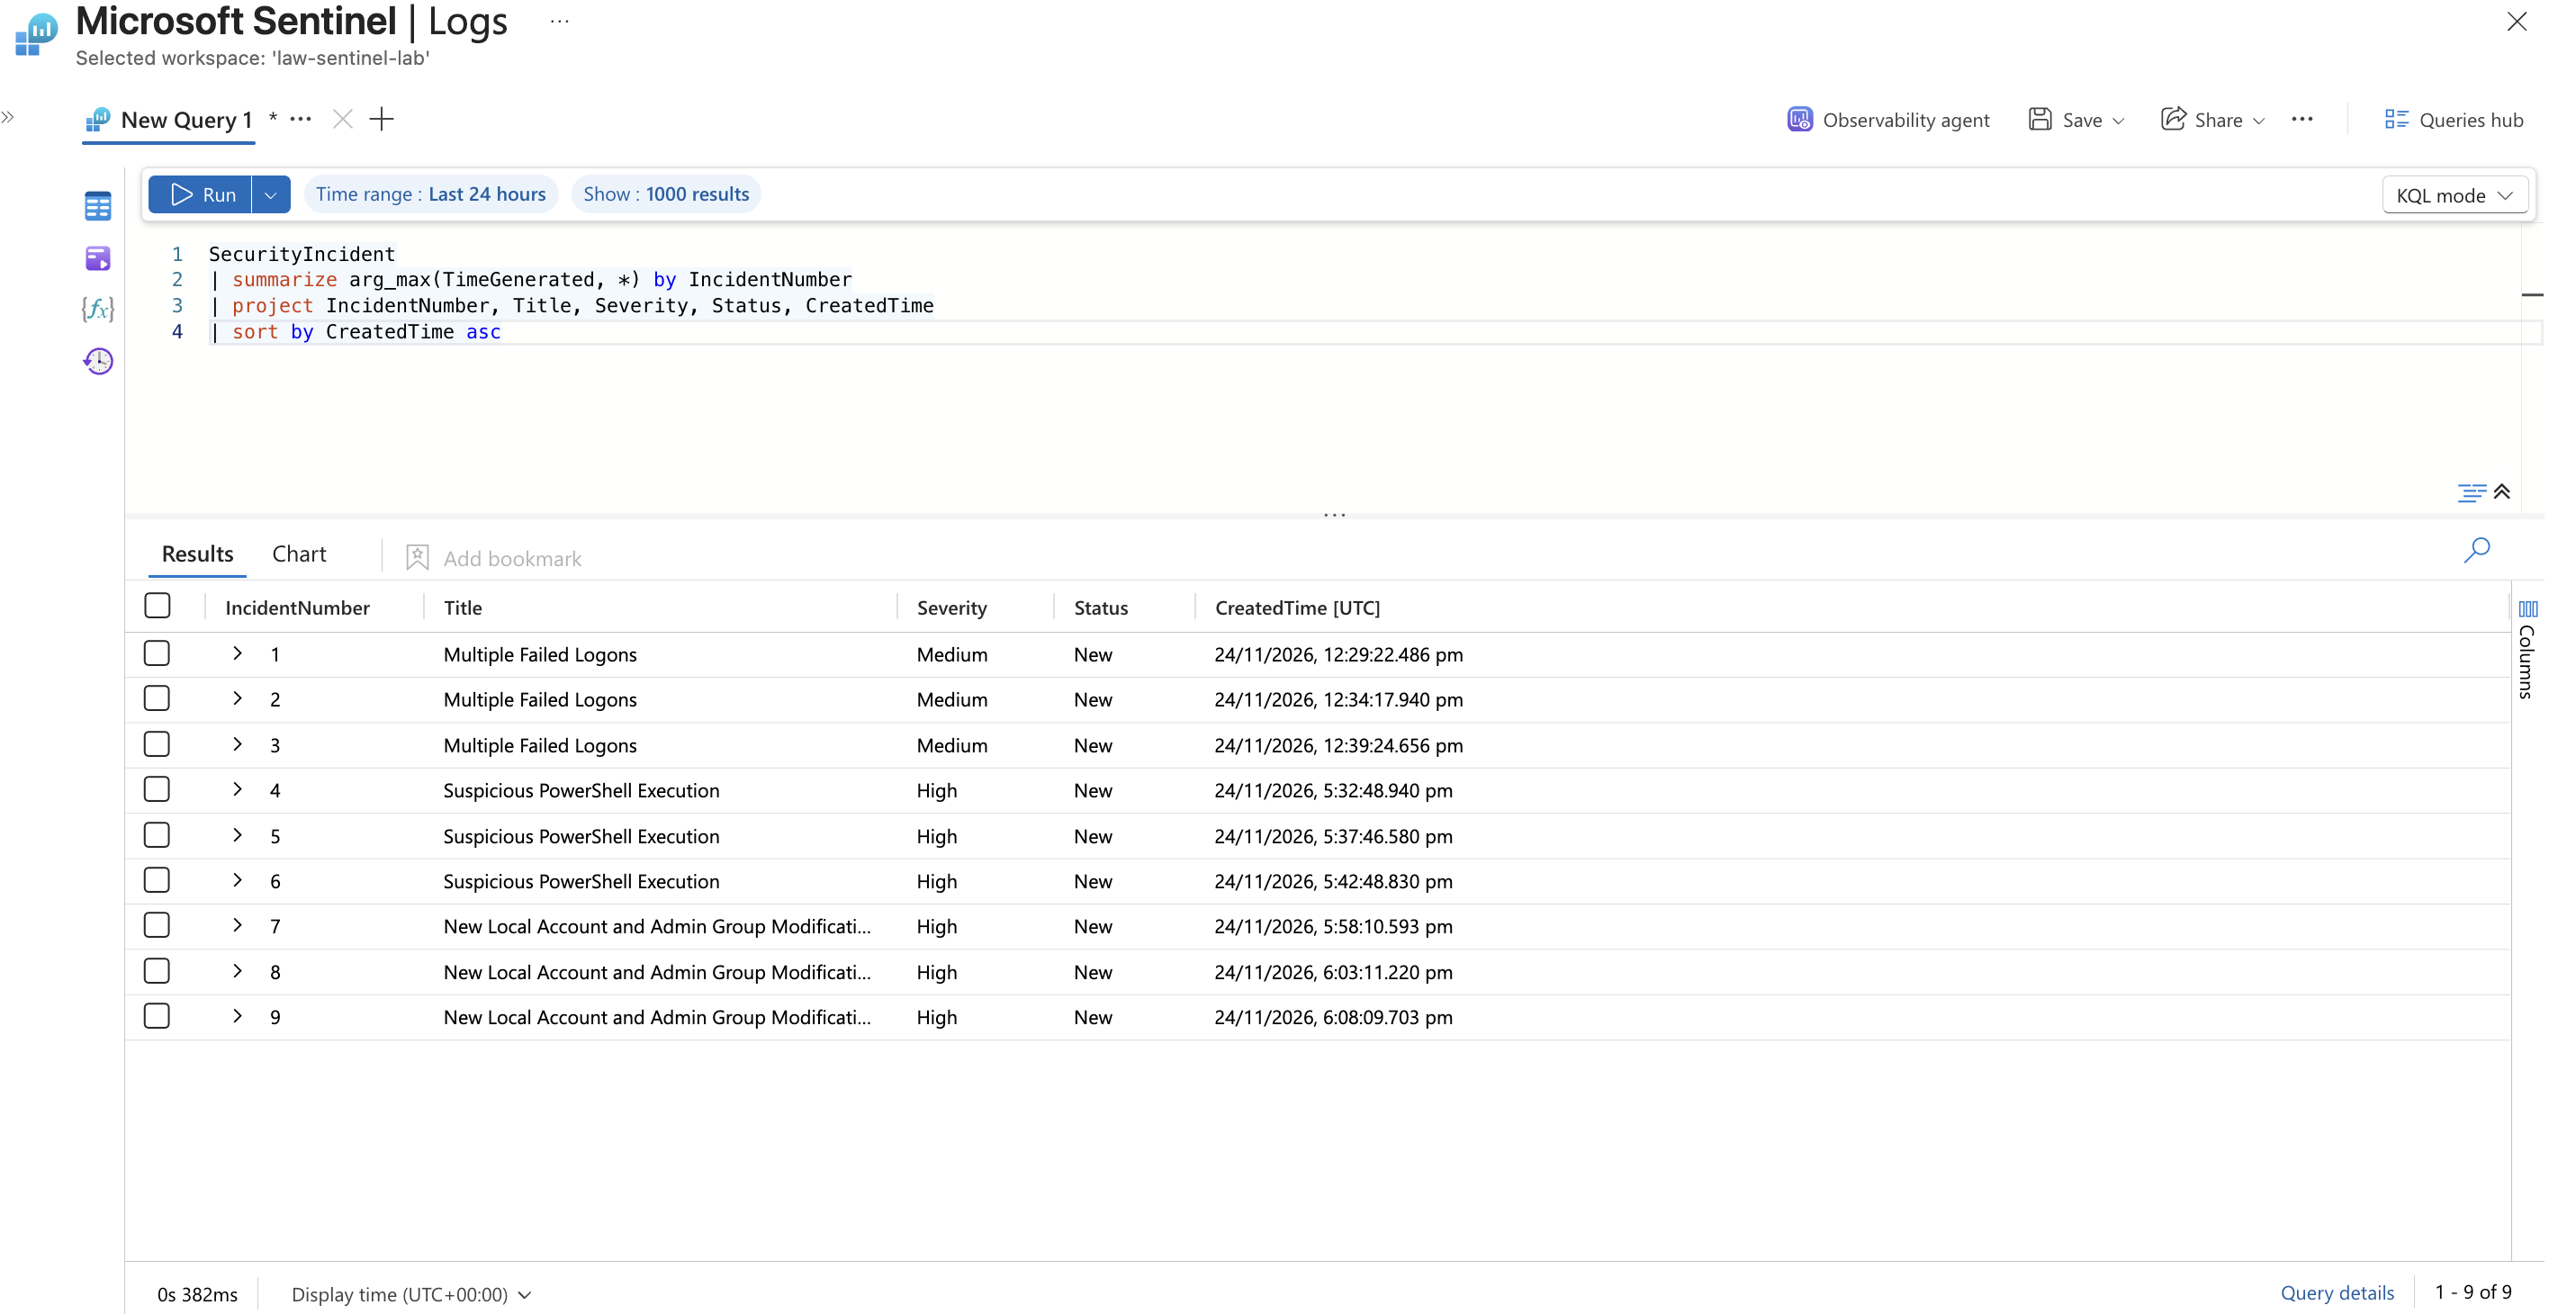 Microsoft Sentinel | Logs ...
Selected workspace: 'law-sentinel-lab'
New Query 1 * ...
Observability agent
Save
Share
...
Queries hub
Run
Time range : Last 24 hours
Show : 1000 results
KQL mode
1 SecurityIncident
2 | summarize arg_max(TimeGenerated, *) by IncidentNumber
3 | project IncidentNumber, Title, Severity, Status, CreatedTime
4 | sort by CreatedTime asc
{fx}
...
Results Chart Add bookmark
IncidentNumber Title Severity Status CreatedTime [UTC]
1 Multiple Failed Logons Medium New 24/11/2026, 12:29:22.486 pm
2 Multiple Failed Logons Medium New 24/11/2026, 12:34:17.940 pm
3 Multiple Failed Logons Medium New 24/11/2026, 12:39:24.656 pm
4 Suspicious PowerShell Execution High New 24/11/2026, 5:32:48.940 pm
5 Suspicious PowerShell Execution High New 24/11/2026, 5:37:46.580 pm
6 Suspicious PowerShell Execution High New 24/11/2026, 5:42:48.830 pm
7 New Local Account and Admin Group Modificati... High New 24/11/2026, 5:58:10.593 pm
8 New Local Account and Admin Group Modificati... High New 24/11/2026, 6:03:11.220 pm
9 New Local Account and Admin Group Modificati... High New 24/11/2026, 6:08:09.703 pm
Columns
0s 382ms
Display time (UTC+00:00)
Query details
1 - 9 of 9